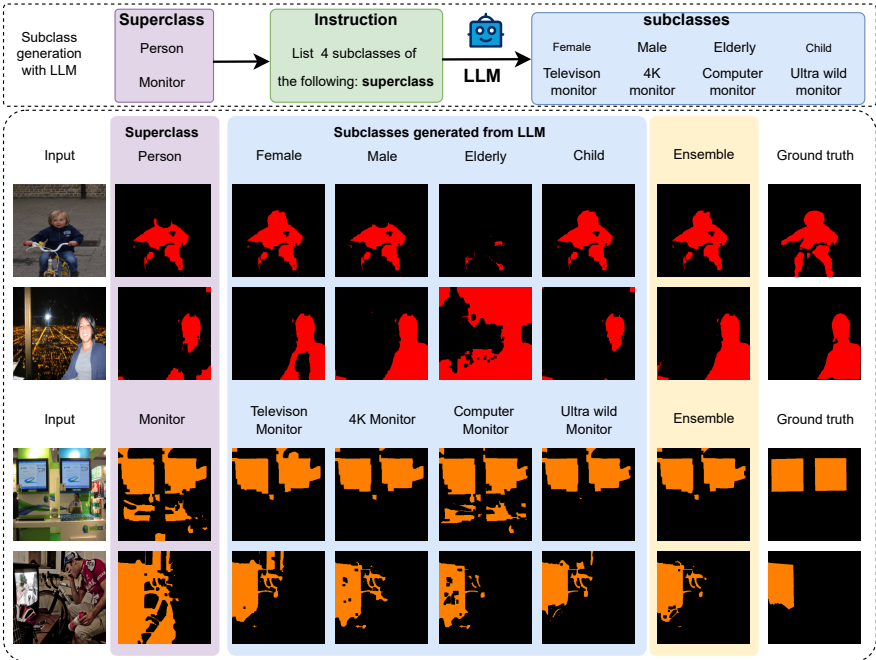 Subclass
generation
with LLM
Superclass
Person
Monitor
Instruction
List 4 subclasses of
the following: superclass
LLM
subclasses
Female
Male
Elderly
Child
Televison
monitor
4K
monitor
Computer
monitor
Ultra wild
monitor
Superclass
Subclasses generated from LLM
Input
Person
Female
Male
Elderly
Child
Ensemble
Ground truth
Input
Monitor
Televison
Monitor
4K Monitor
Computer
Monitor
Ultra wild
Monitor
Ensemble
Ground truth